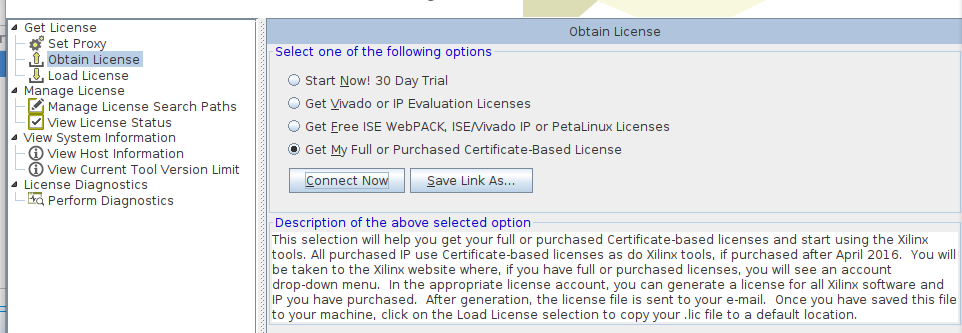 Get License
Set Proxy
Obtain License
Load License
Manage License
Manage License Search Paths
View License Status
View System Information
View Host Information
View Current Tool Version Limit
License Diagnostics
Perform Diagnostics
Obtain License
Select one of the following options
Start Now! 30 Day Trial
Get Vivado or IP Evaluation Licenses
Get Free ISE WebPACK, ISE/Vivado IP or PetaLinux Licenses
Get My Full or Purchased Certificate-Based License
Connect Now
Save Link As...
Description of the above selected option
This selection will help you get your full or purchased Certificate-based licenses and start using the Xilinx
tools. All purchased IP use Certificate-based licenses as do Xilinx tools, if purchased after April 2016.  You will
be taken to the Xilinx website where, if you have full or purchased licenses, you will see an account
drop-down menu.  In the appropriate license account, you can generate a license for all Xilinx software and
IP you have purchased.  After generation, the license file is sent to your e-mail.  Once you have saved this file
to your machine, click on the Load License selection to copy your .lic file to a default location.